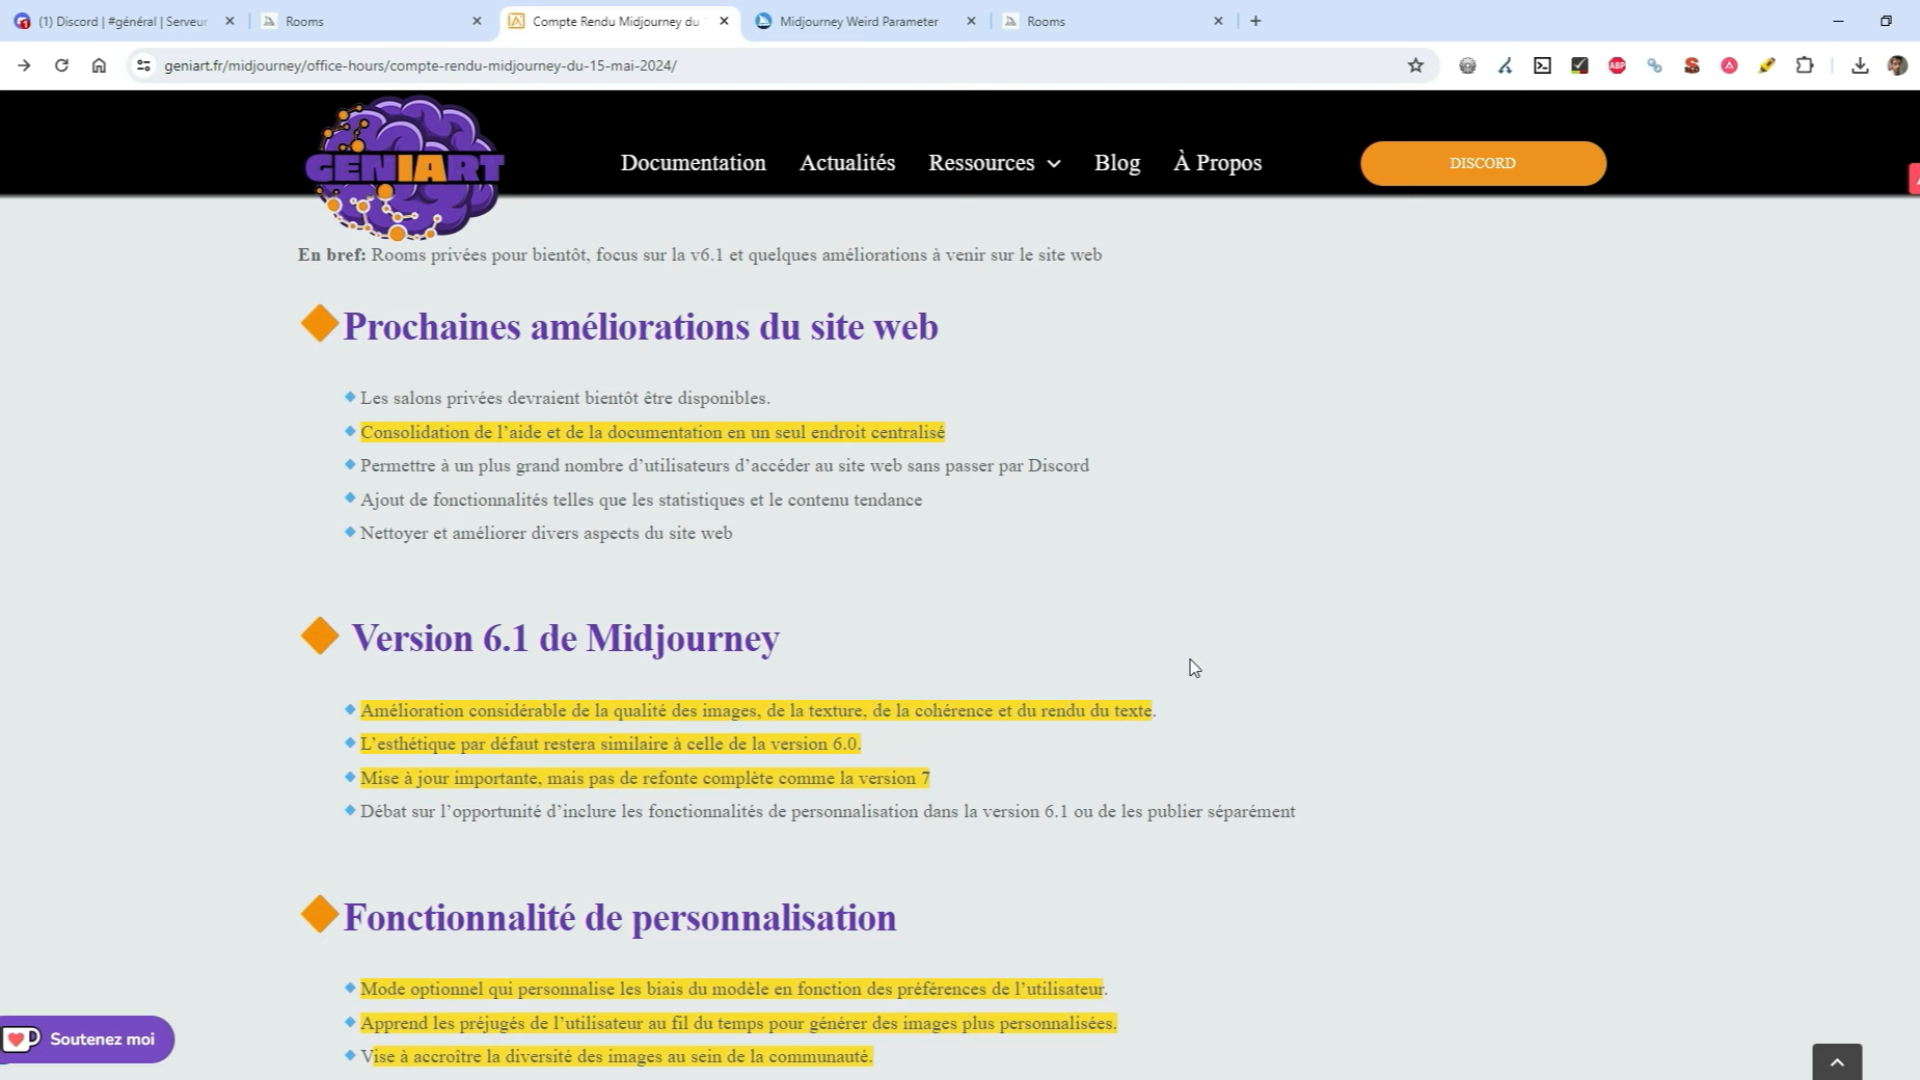 (1) Discord | #général | Serveur
Rooms
Compte Rendu Midjourney du
Midjourney Weird Parameter
Rooms
geniart.fr/midjourney/office-hours/compte-rendu-midjourney-du-15-mai-2024/
ABP
GENIART
Documentation
Actualités
Ressources
Blog
À Propos
DISCORD
En bref: Rooms privées pour bientôt, focus sur la v6.1 et quelques améliorations à venir sur le site web
Prochaines améliorations du site web
Les salons privées devraient bientôt être disponibles.
Consolidation de l’aide et de la documentation en un seul endroit centralisé
Permettre à un plus grand nombre d’utilisateurs d’accéder au site web sans passer par Discord
Ajout de fonctionnalités telles que les statistiques et le contenu tendance
Nettoyer et améliorer divers aspects du site web
Version 6.1 de Midjourney
Amélioration considérable de la qualité des images, de la texture, de la cohérence et du rendu du texte.
L’esthétique par défaut restera similaire à celle de la version 6.0.
Mise à jour importante, mais pas de refonte complète comme la version 7
Débat sur l’opportunité d’inclure les fonctionnalités de personnalisation dans la version 6.1 ou de les publier séparément
Fonctionnalité de personnalisation
Mode optionnel qui personnalise les biais du modèle en fonction des préférences de l’utilisateur.
Apprend les préjugés de l’utilisateur au fil du temps pour générer des images plus personnalisées.
Vise à accroître la diversité des images au sein de la communauté.
Soutenez moi